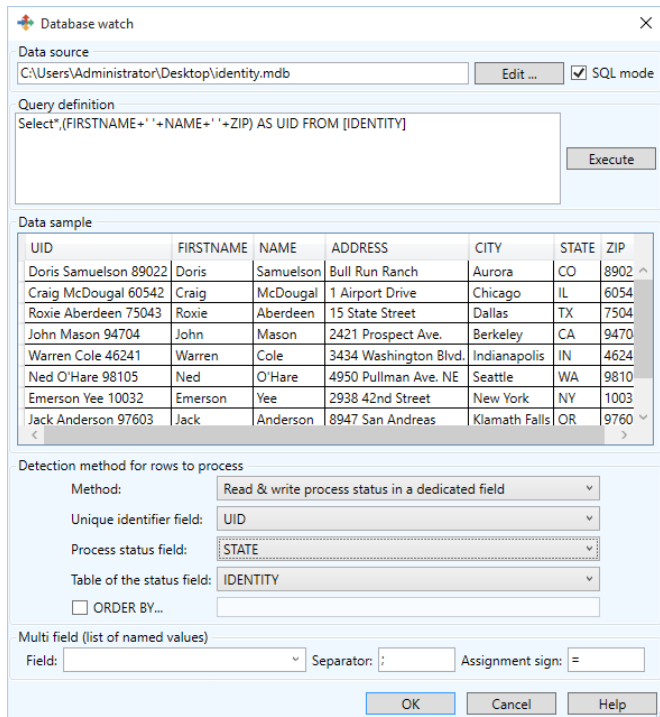 Database watch
Data source
C:\Users\Administrator\Desktop\identity.mdb Edit ... SQL mode
Query definition
Select*,(FIRSTNAME+' '+NAME+' '+ZIP) AS UID FROM [IDENTITY]
Execute
Data sample
UID FIRSTNAME NAME ADDRESS CITY STATE ZIP
Doris Samuelson 89022 Doris Samuelson Bull Run Ranch Aurora CO 8902
Craig McDougal 60542 Craig McDougal 1 Airport Drive Chicago IL 6054
Roxie Aberdeen 75043 Roxie Aberdeen 15 State Street Dallas TX 7504
John Mason 94704 John Mason 2421 Prospect Ave. Berkeley CA 9470
Warren Cole 46241 Warren Cole 3434 Washington Blvd. Indianapolis IN 4624
Ned O'Hare 98105 Ned O'Hare 4950 Pullman Ave. NE Seattle WA 9810
Emerson Yee 10032 Emerson Yee 2938 42nd Street New York NY 1003
Jack Anderson 97603 Jack Anderson 8947 San Andreas Klamath Falls OR 9760
Detection method for rows to process
Method: Read & write process status in a dedicated field
Unique identifier field: UID
Process status field: STATE
Table of the status field: IDENTITY
ORDER BY...
Multi field (list of named values)
Field: Separator: ; Assignment sign: =
OK Cancel Help